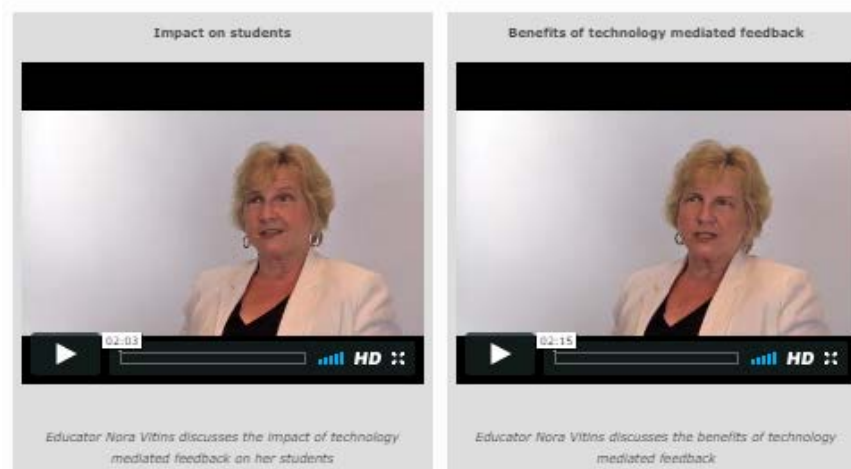 Impact on students
02:03
HD
Educator Nora Vitins discusses the impact of technology
mediated feedback on her students
Benefits of technology mediated feedback
02:15
HD
Educator Nora Vitins discusses the benefits of technology
mediated feedback